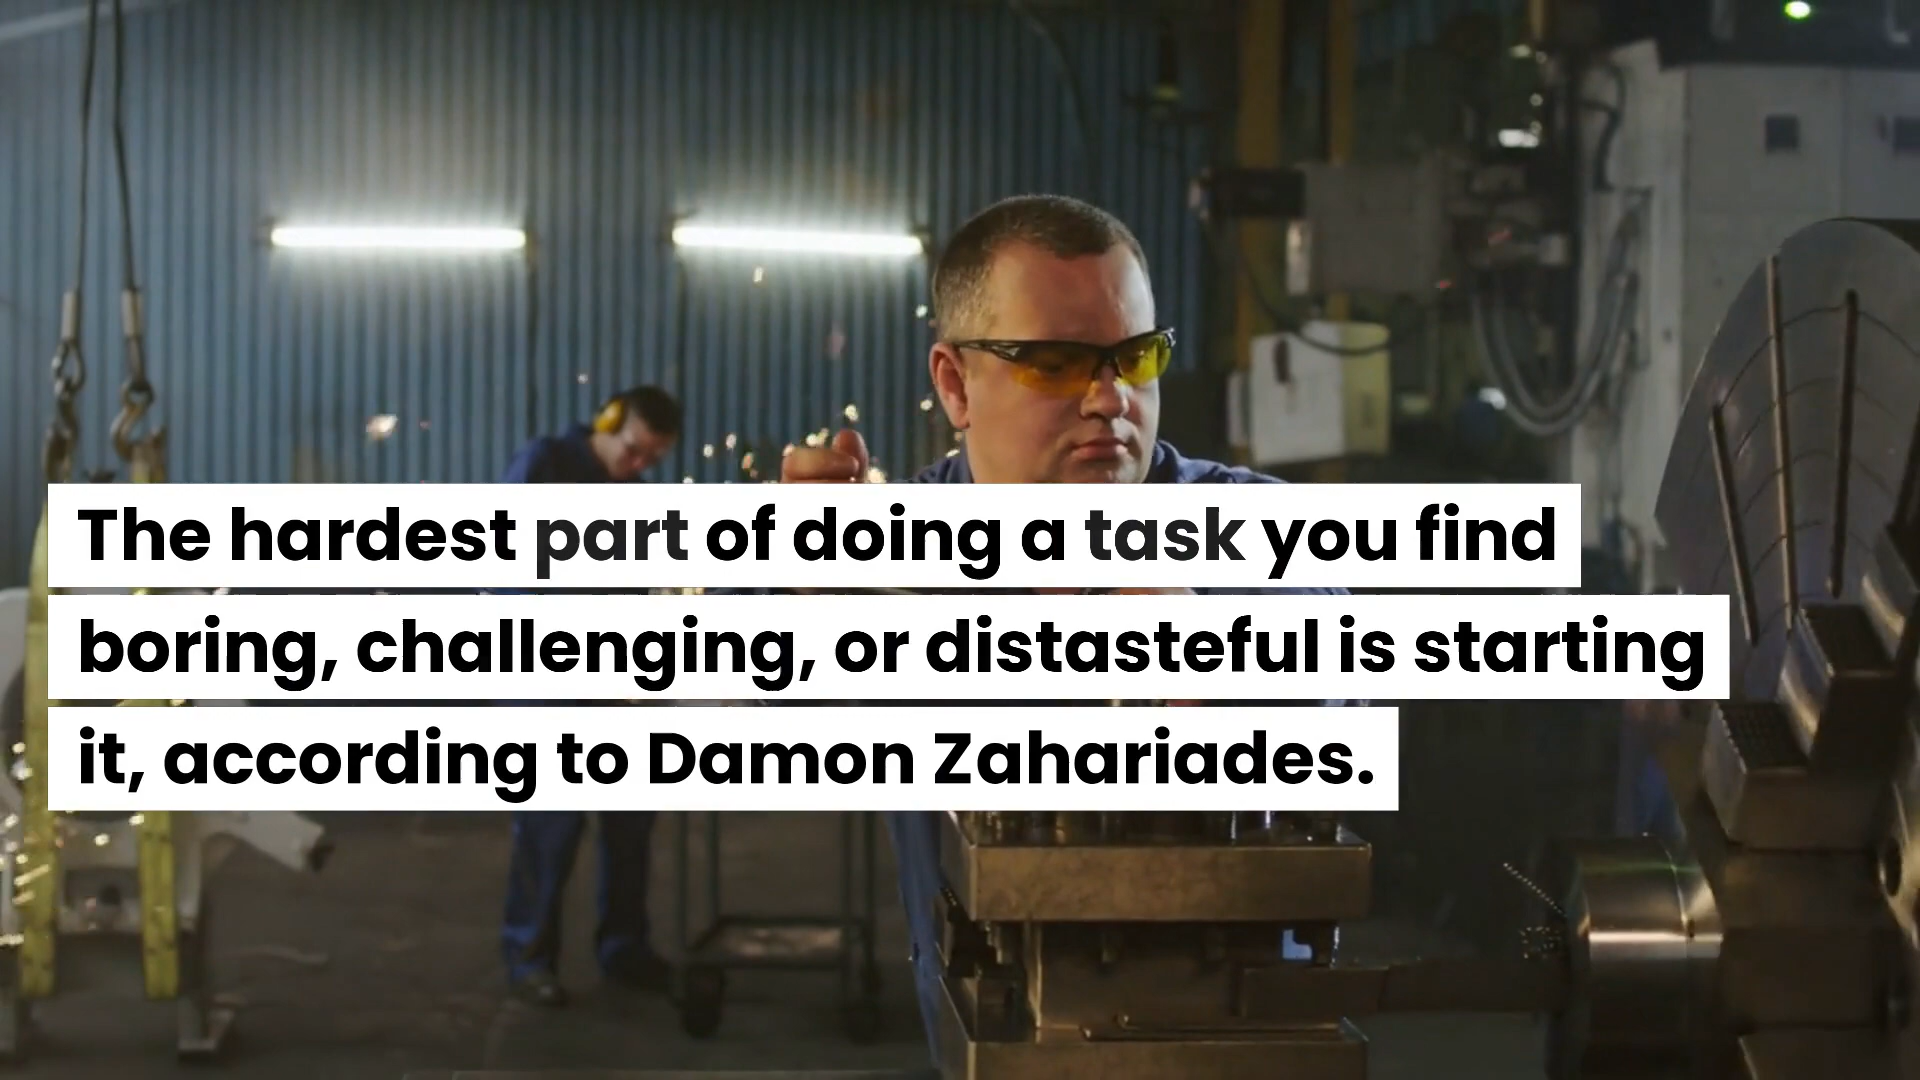 The hardest part of doing a task you find
boring, challenging, or distasteful is starting
it, according to Damon Zahariades.